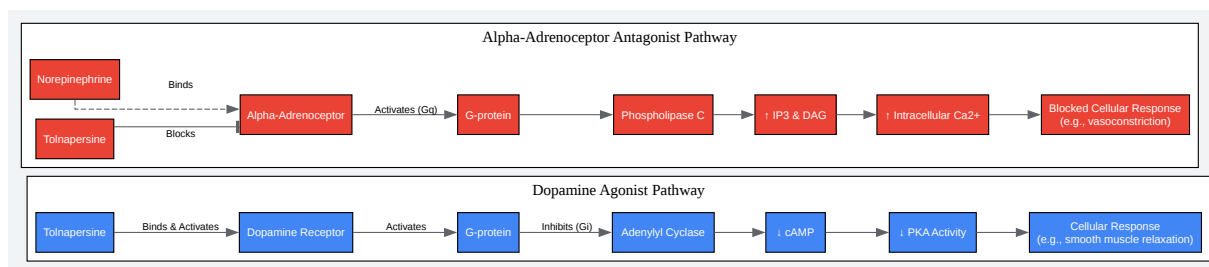 Alpha-Adrenoceptor Antagonist Pathway
Norepinephrine
Binds
Tolnapersine
Blocks
Alpha-Adrenoceptor
Activates (Gq)
G-protein
Phospholipase C
↑ IP3 & DAG
↑ Intracellular Ca2+
Blocked Cellular Response
(e.g., vasoconstriction)
Dopamine Agonist Pathway
Tolnapersine
Binds & Activates
Dopamine Receptor
Activates
G-protein
Inhibits (Gi)
Adenylyl Cyclase
↓ cAMP
↓ PKA Activity
Cellular Response
(e.g., smooth muscle relaxation)